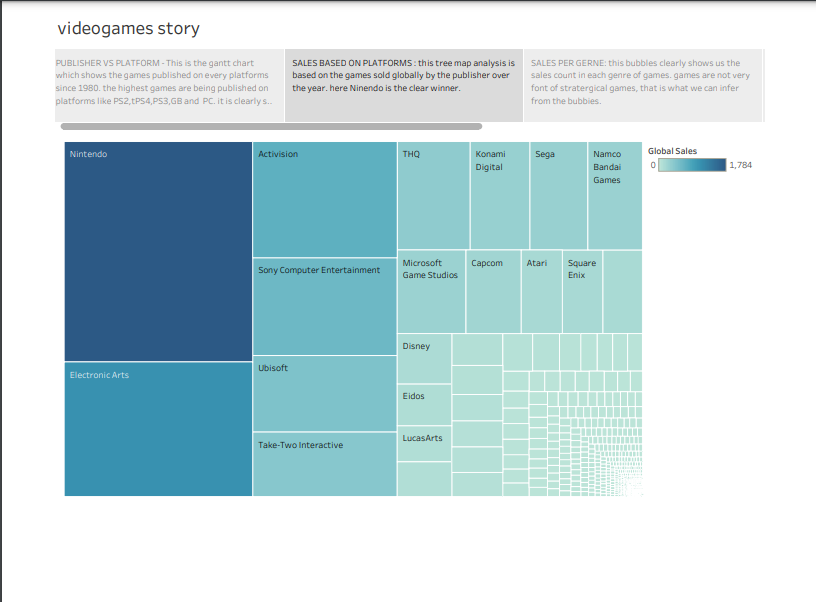 videogames story
PUBLISHER VS PLATFORM - This is the gantt chart
which shows the games published on every platforms
since 1980. the highest games are being published on
platforms like PS2,tPS4,PS3,GB and PC. it is clearly s...
SALES BASED ON PLATFORMS : this tree map analysis is
based on the games sold globally by the publisher over
the year. here Ninendo is the clear winner.
SALES PER GERNE: this bubbles clearly shows us the
sales count in each genre of games. games are not very
font of stratergical games, that is what we can infer
from the bubbles.
Nintendo
Activision
THQ
Konami
Digital
Sega
Namco
Bandai
Games
Global Sales
0
1,784
Microsoft
Game Studios
Capcom
Atari
Square
Enix
Sony Computer Entertainment
Disney
Ubisoft
Electronic Arts
Eidos
LucasArts
Take-Two Interactive